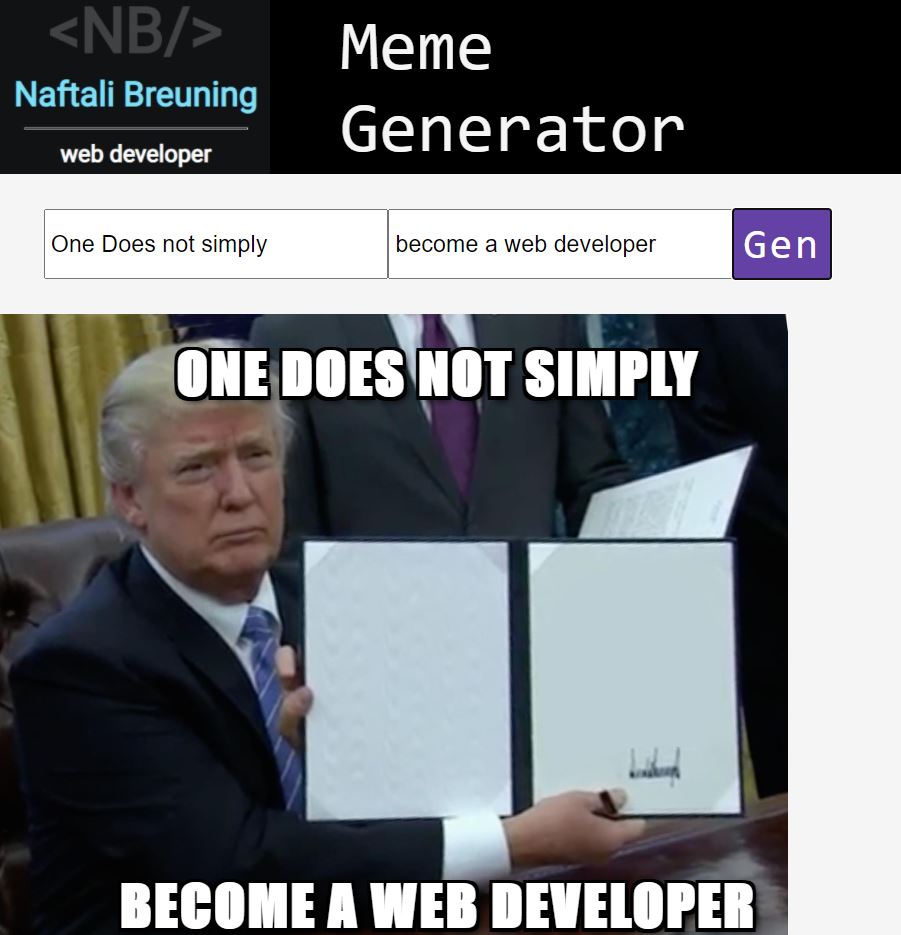 <NB/>
Naftali Breuning
web developer
Meme
Generator
One Does not simply
become a web developer
Gen
ONE DOES NOT SIMPLY
BECOME A WEB DEVELOPER